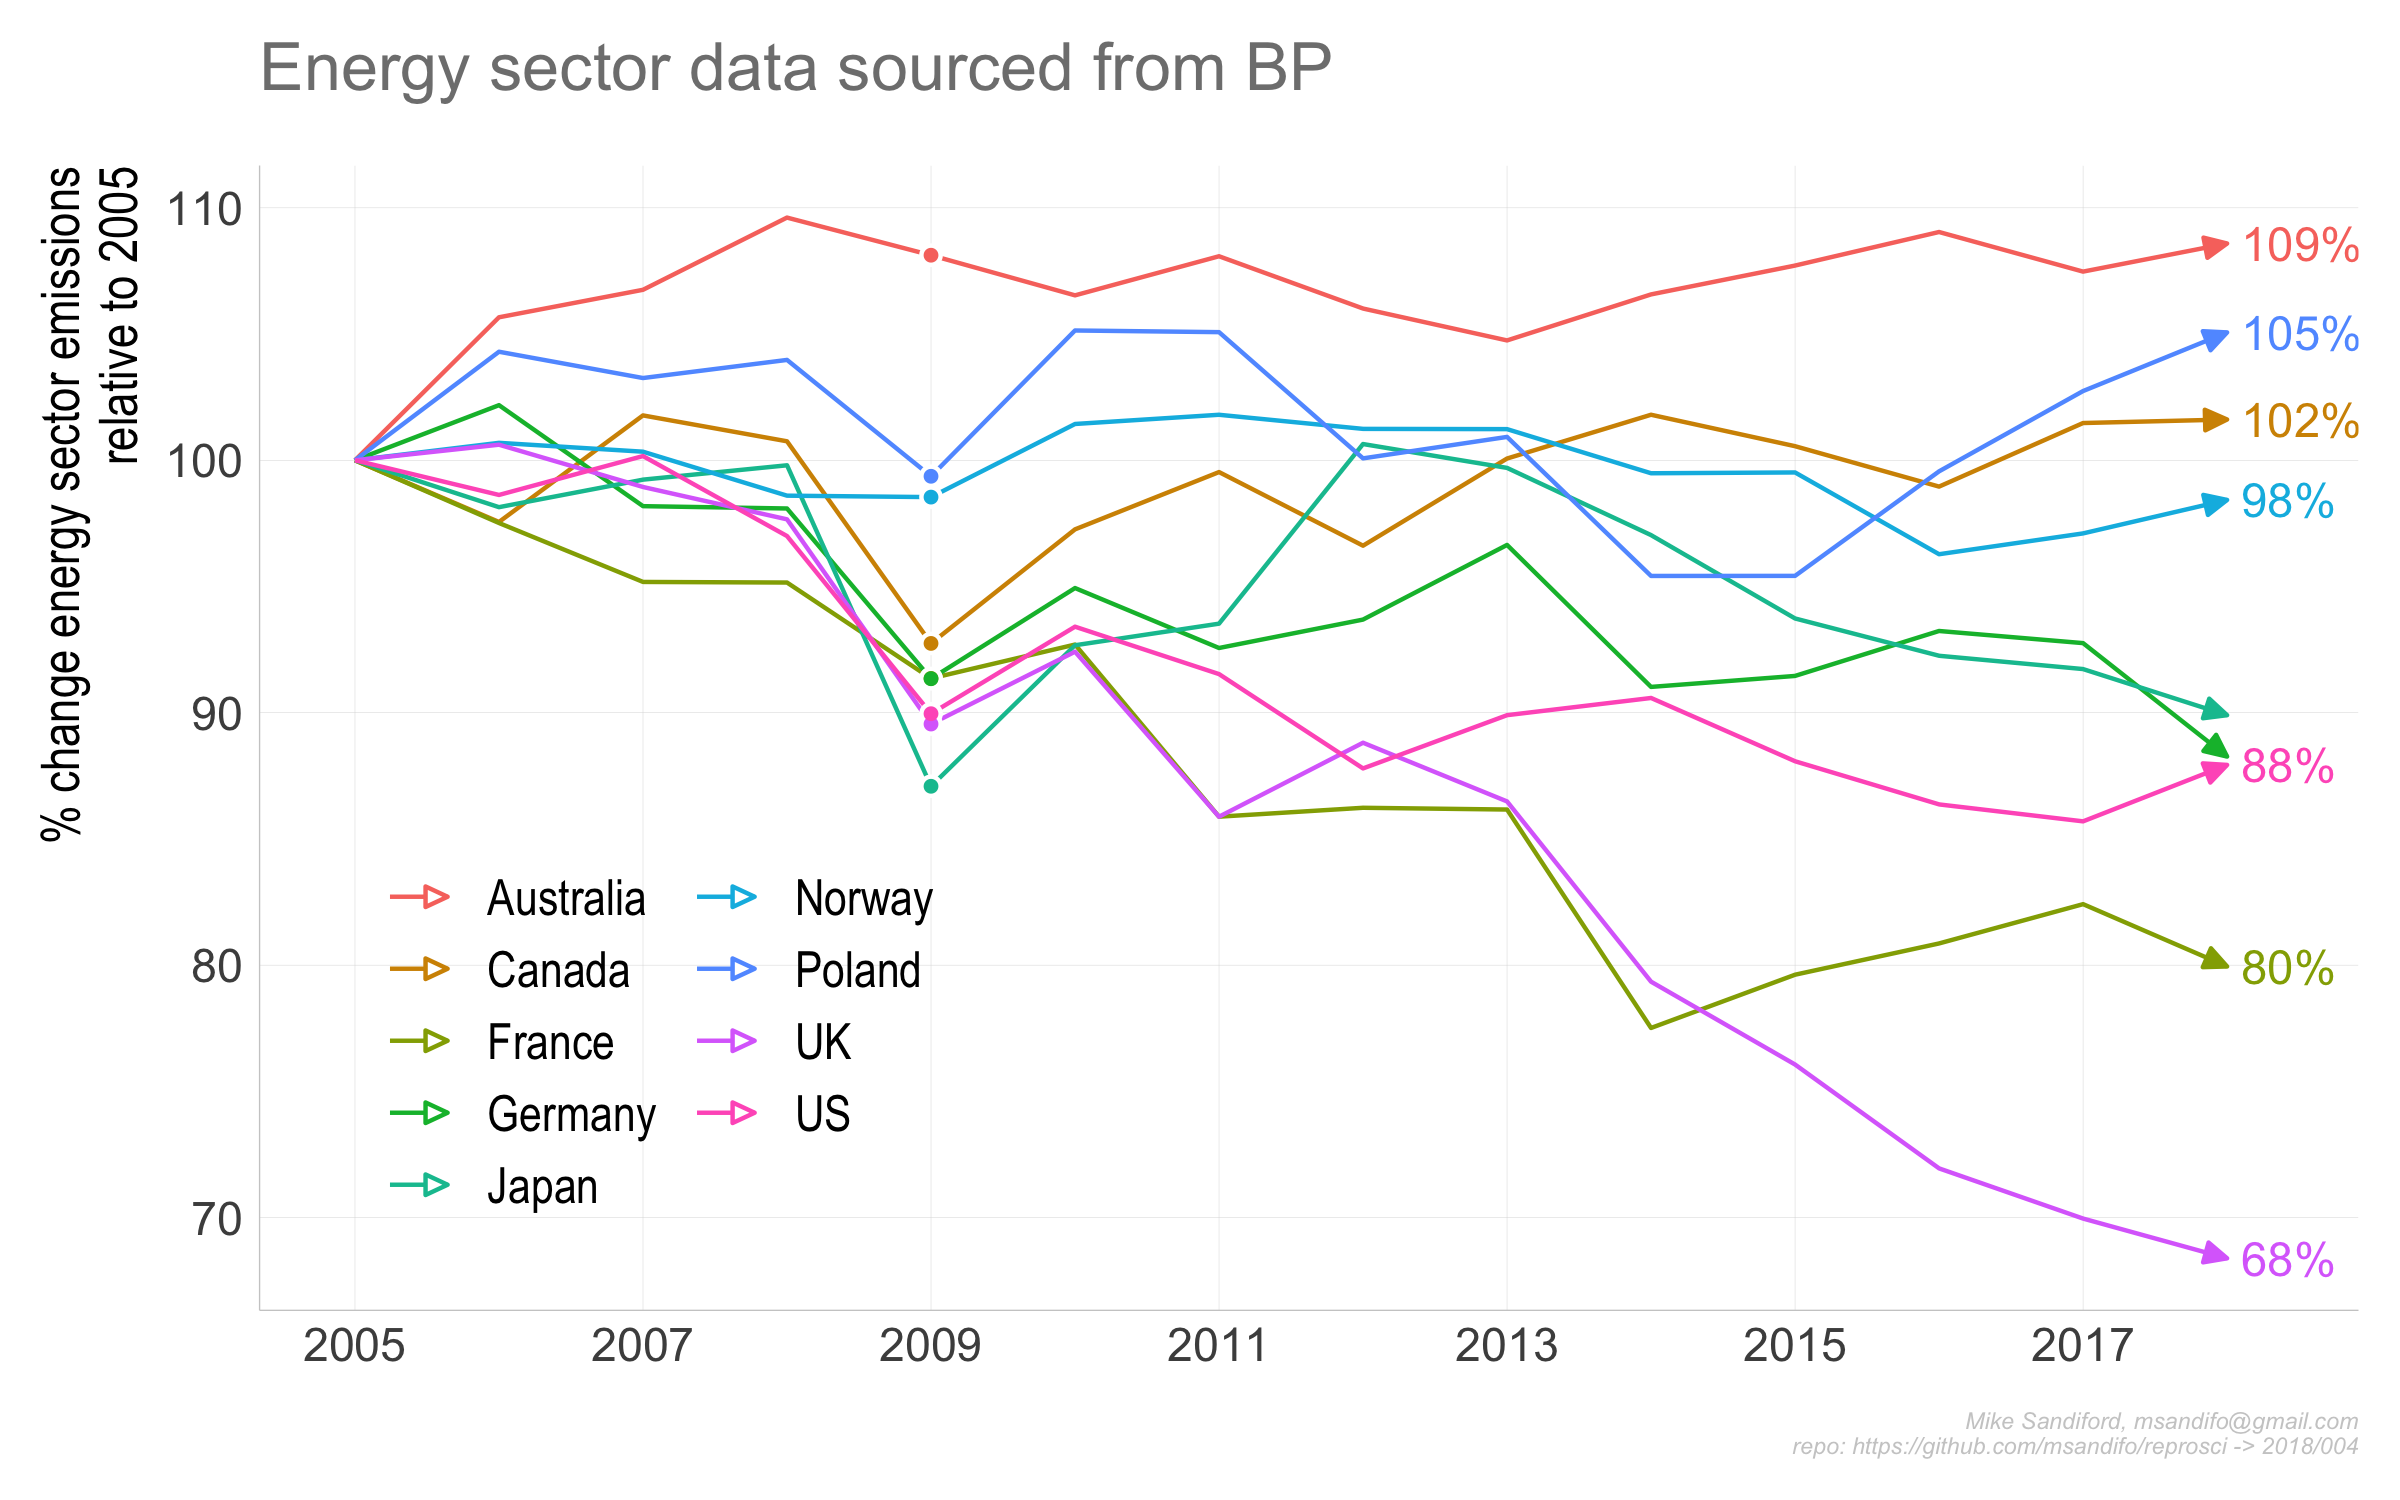 Energy sector data sourced from BP
% change energy sector emissions
relative to 2005
110
100
90
80
70
109%
105%
102%
98%
88%
80%
68%
Australia
Canada
France
Germany
Japan
Norway
Poland
UK
US
2005
2007
2009
2011
2013
2015
2017
Mike Sandiford, msandifo@gmail.com
repo: https://github.com/msandifo/reprosci -> 2018/004